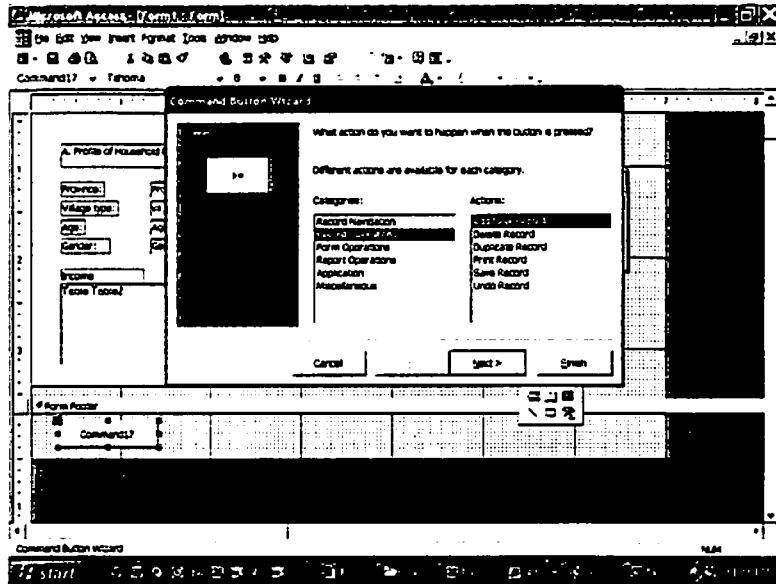 Microsoft Access - [Form1 : Form]
File Edit View Insert Format Tools Window Help
Command17 Tahoma 8 B I U
Command Button Wizard
What action do you want to happen when the button is pressed?
Different actions are available for each category.
Categories: Actions:
Record Navigation
Form Operations
Report Operations
Application
Miscellaneous
Delete Record
Duplicate Record
Print Record
Save Record
Undo Record
Cancel Next > Finish
A. Profile of Household
Province:
Village type:
Age:
Gender:
Income
Table Table2
Form Footer
Command17
Command Button Wizard NUM
start